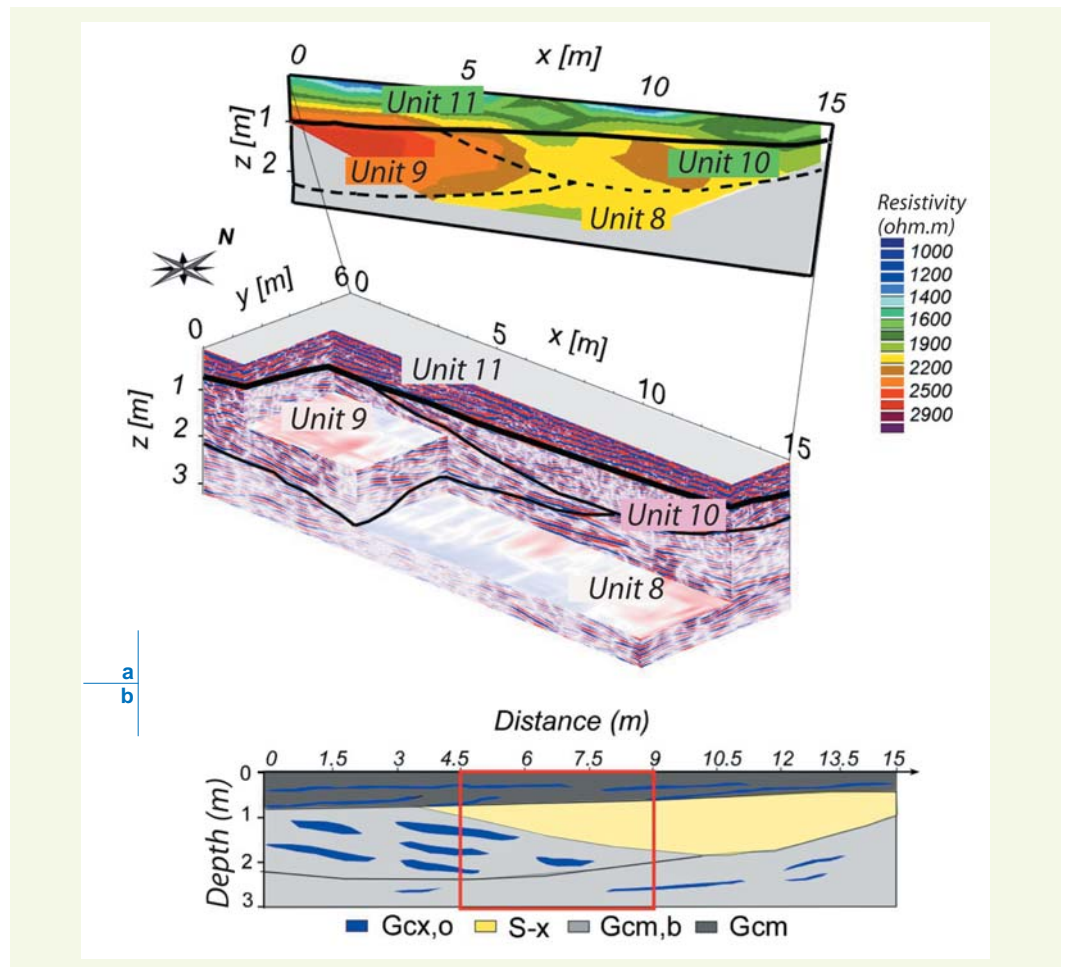 0
5
x [m]
10
15
z [m]
1
2
Unit 11
Unit 10
Unit 9
Unit 8
Resistivity
(ohm.m)
1000
1200
1400
1600
1900
2200
2500
2900
N
y [m]
0
6
0
5
x [m]
10
15
z [m]
1
2
3
Unit 11
Unit 9
Unit 10
Unit 8
a
b
Distance (m)
0 1.5 3 4.5 6 7.5 9 10.5 12 13.5 15
Depth (m)
0
1
2
3
Gcx,o S-x Gcm,b Gcm